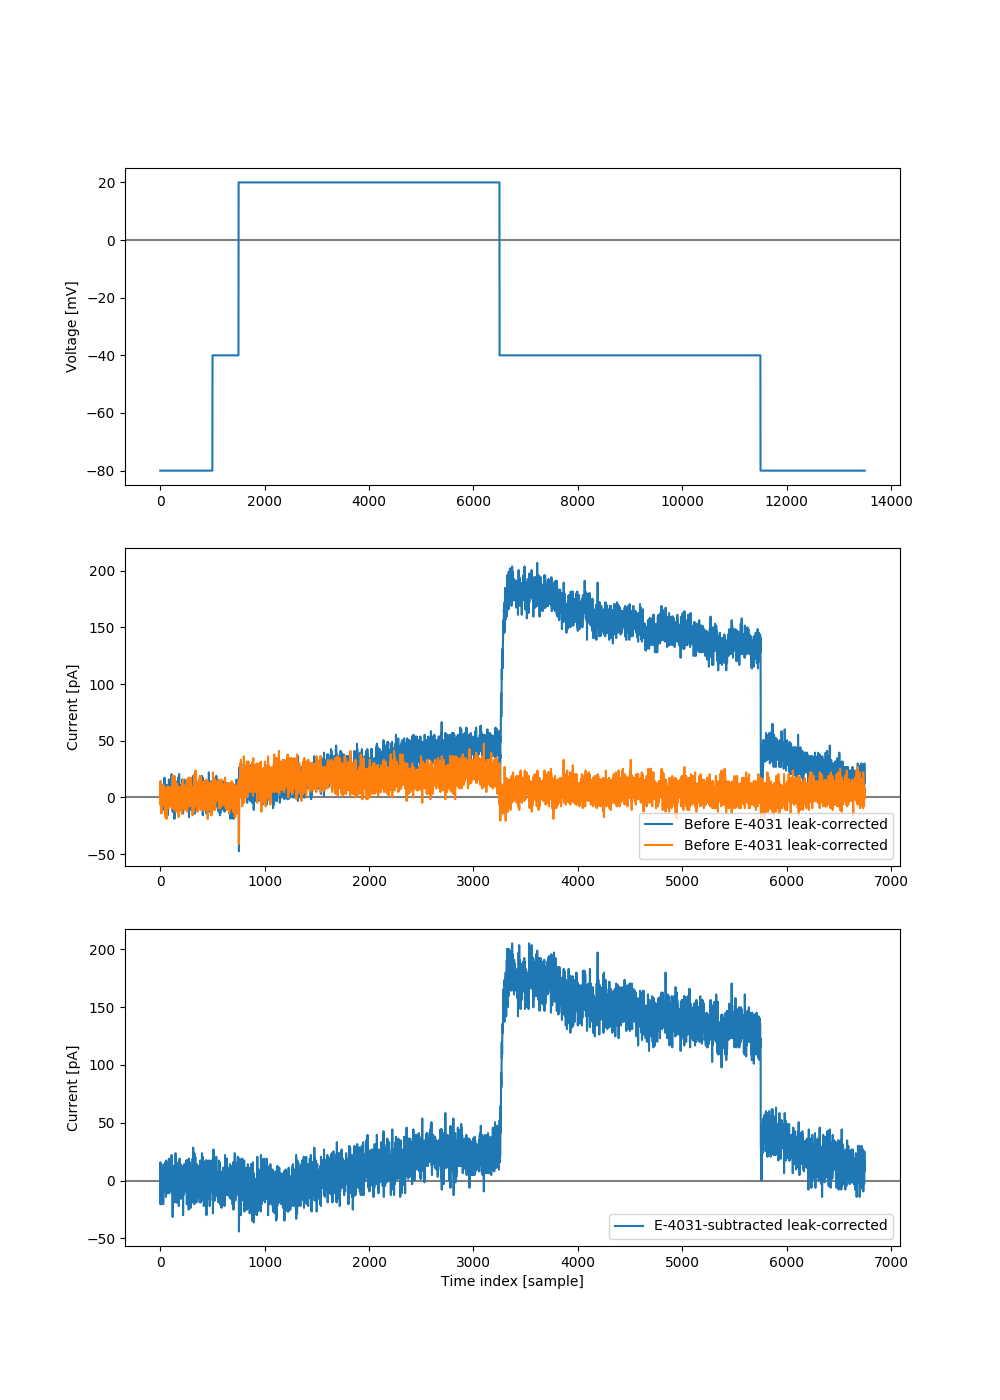 20
0
−20
−40
−60
−80
Voltage [mV]
0 2000 4000 6000 8000 10000 12000 14000
200
150
100
50
0
−50
Current [pA]
Before E-4031 leak-corrected
Before E-4031 leak-corrected
0 1000 2000 3000 4000 5000 6000 7000
200
150
100
50
0
−50
Current [pA]
E-4031-subtracted leak-corrected
0 1000 2000 3000 4000 5000 6000 7000
Time index [sample]